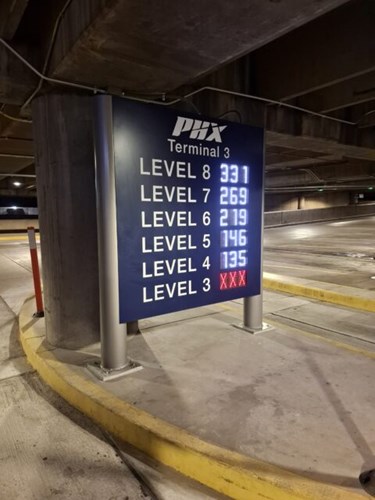 PHX
Terminal 3
LEVEL 8 331
LEVEL 7 269
LEVEL 6 219
LEVEL 5 146
LEVEL 4 135
LEVEL 3 XXX